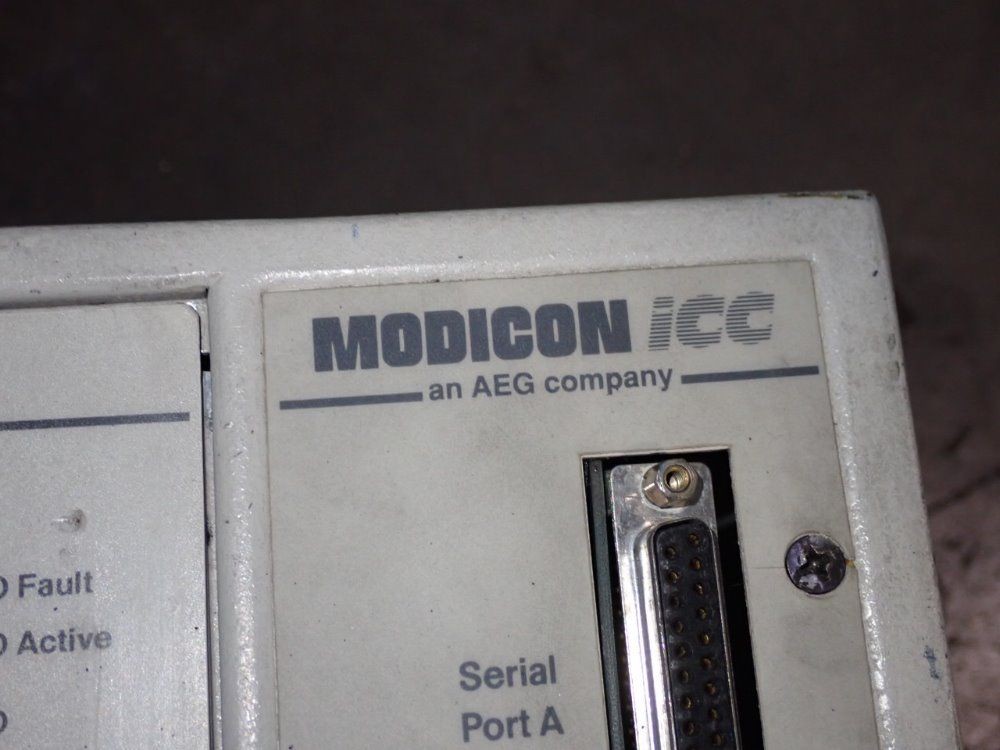 MODICON icc
an AEG company
Fault
Active
Serial
Port A